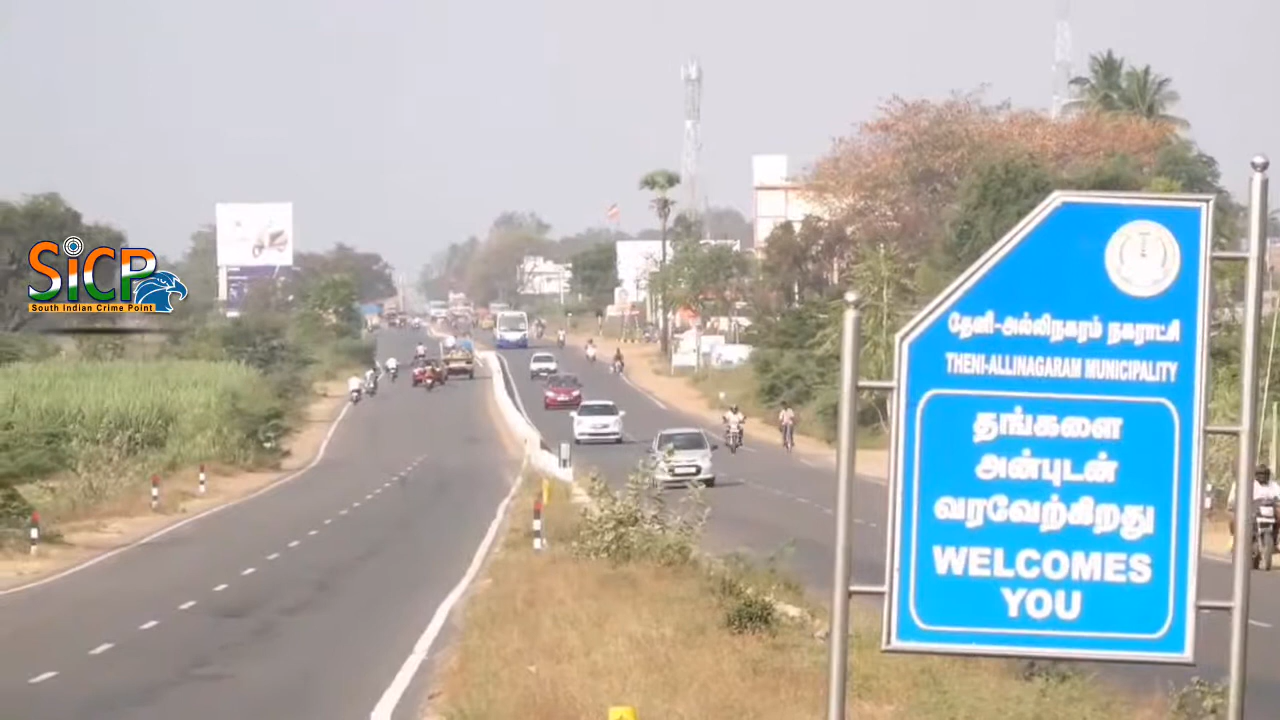 SiCP
South Indian Crime Point
தேனி-அல்லிநகரம் நகராட்சி
THENI-ALLINAGARAM MUNICIPALITY
தங்களை
அன்புடன்
வரவேற்கிறது
WELCOMES
YOU